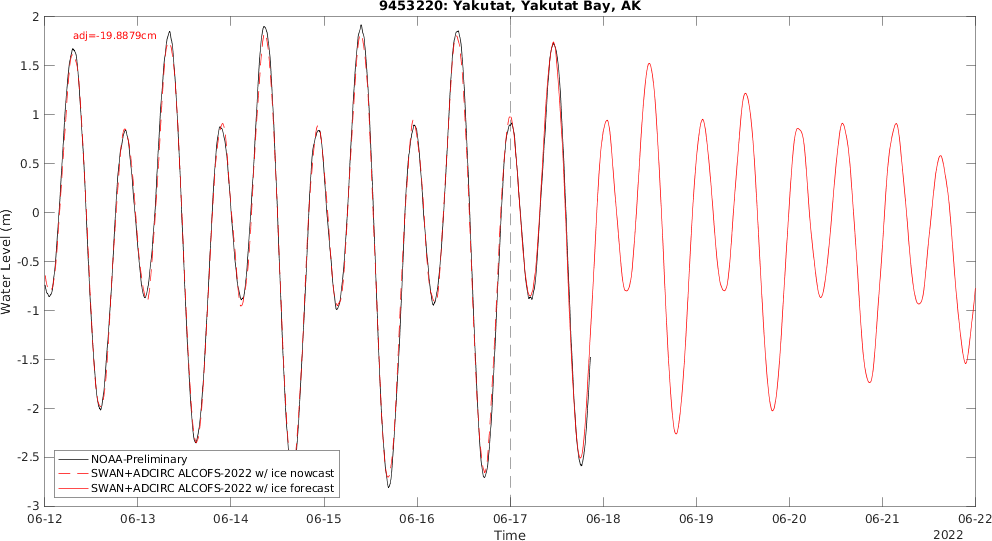 9453220: Yakutat, Yakutat Bay, AK
adj=-19.8879cm
Water Level (m)
2
1.5
1
0.5
0
-0.5
-1
-1.5
-2
-2.5
-3
NOAA-Preliminary
SWAN+ADCIRC ALCOFS-2022 w/ ice nowcast
SWAN+ADCIRC ALCOFS-2022 w/ ice forecast
06-12 06-13 06-14 06-15 06-16 06-17 06-18 06-19 06-20 06-21 06-22
Time
2022